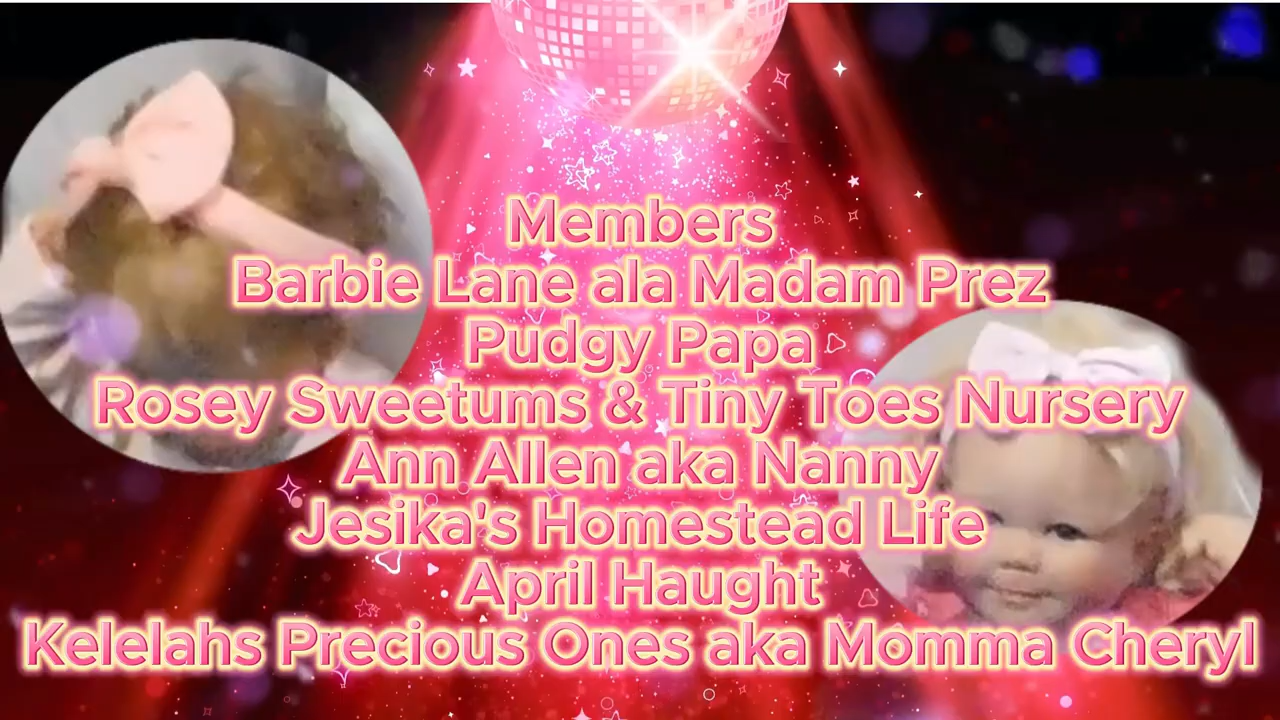 Members
Barbie Lane ala Madam Prez
Pudgy Papa
Rosey Sweetums & Tiny Toes Nursery
Ann Allen aka Nanny
Jesika's Homestead Life
April Haught
Kelelahs Precious Ones aka Momma Cheryl